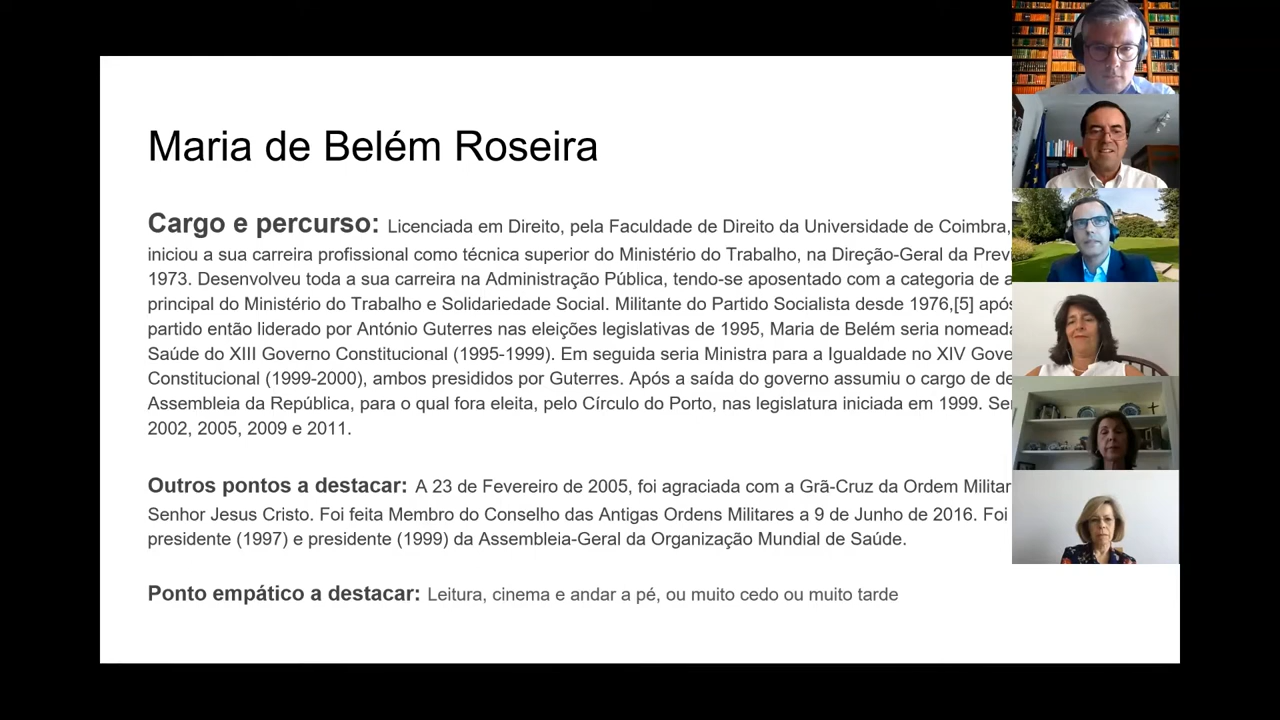 Maria de Belém Roseira
Cargo e percurso: Licenciada em Direito, pela Faculdade de Direito da Universidade de Coimbra,
iniciou a sua carreira profissional como técnica superior do Ministério do Trabalho, na Direção-Geral da
1973. Desenvolveu toda a sua carreira na Administração Pública, tendo-se aposentado com a categoria de
principal do Ministério do Trabalho e Solidariedade Social. Militante do Partido Socialista desde 1976,[5]
partido então liderado por António Guterres nas eleições legislativas de 1995, Maria de Belém seria
Saúde do XIII Governo Constitucional (1995-1999). Em seguida seria Ministra para a Igualdade no XIV
Constitucional (1999-2000), ambos presididos por Guterres. Após a saída do governo assumiu o cargo de
Assembleia da República, para o qual fora eleita, pelo Círculo do Porto, nas legislatura iniciada em 1999.
2002, 2005, 2009 e 2011.
Outros pontos a destacar: A 23 de Fevereiro de 2005, foi agraciada com a Grã-Cruz da Ordem Militar
Senhor Jesus Cristo. Foi feita Membro do Conselho das Antigas Ordens Militares a 9 de Junho de 2016. Foi
presidente (1997) e presidente (1999) da Assembleia-Geral da Organização Mundial de Saúde.
Ponto empático a destacar: Leitura, cinema e andar a pé, ou muito cedo ou muito tarde